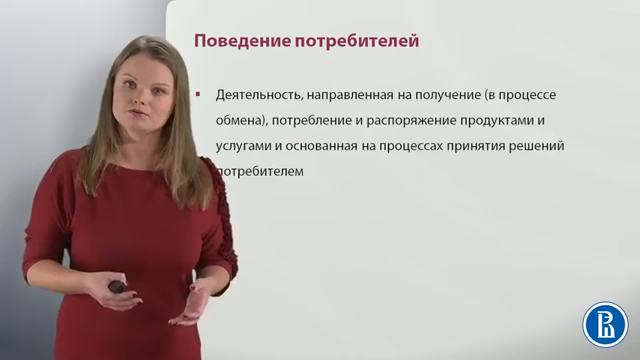 Поведение потребителей
Деятельность, направленная на получение (в процессе
обмена), потребление и распоряжение продуктами и
услугами и основанная на процессах принятия решений
потребителем